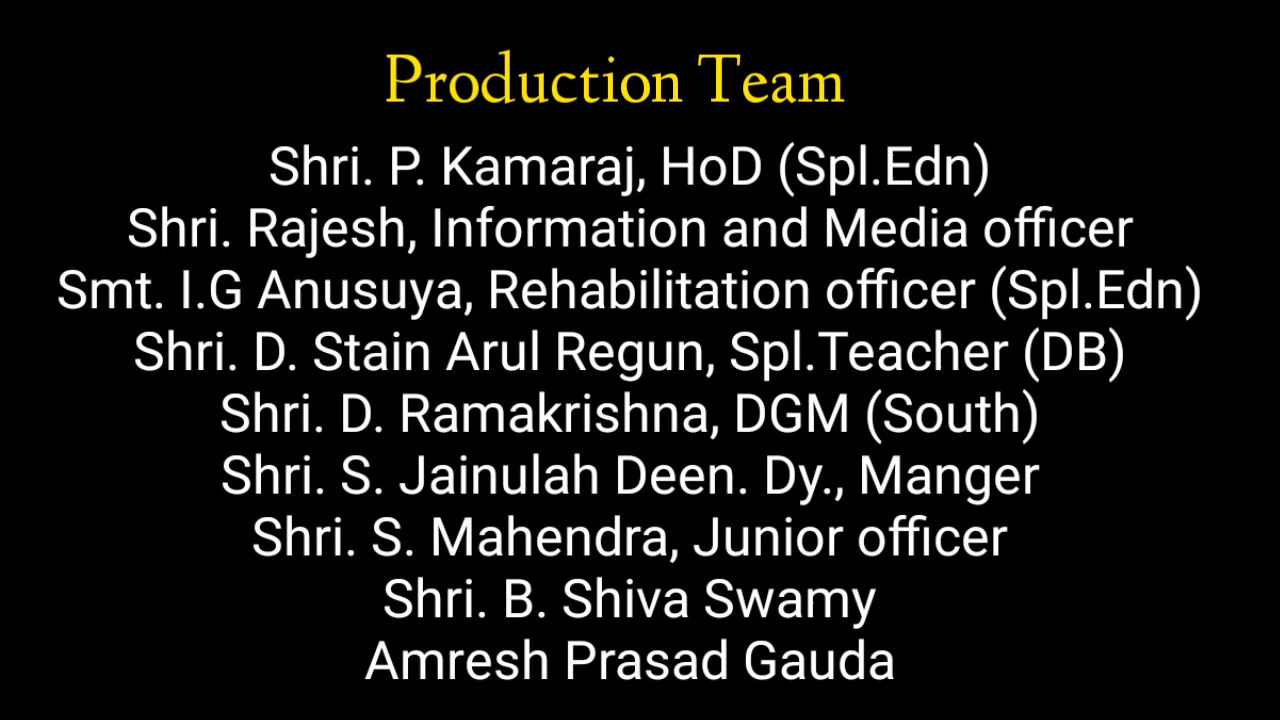 Production Team
Shri. P. Kamaraj, HoD (Spl.Edn)
Shri. Rajesh, Information and Media officer
Smt. I.G Anusuya, Rehabilitation officer (Spl.Edn)
Shri. D. Stain Arul Regun, Spl.Teacher (DB)
Shri. D. Ramakrishna, DGM (South)
Shri. S. Jainulah Deen. Dy., Manger
Shri. S. Mahendra, Junior officer
Shri. B. Shiva Swamy
Amresh Prasad Gauda